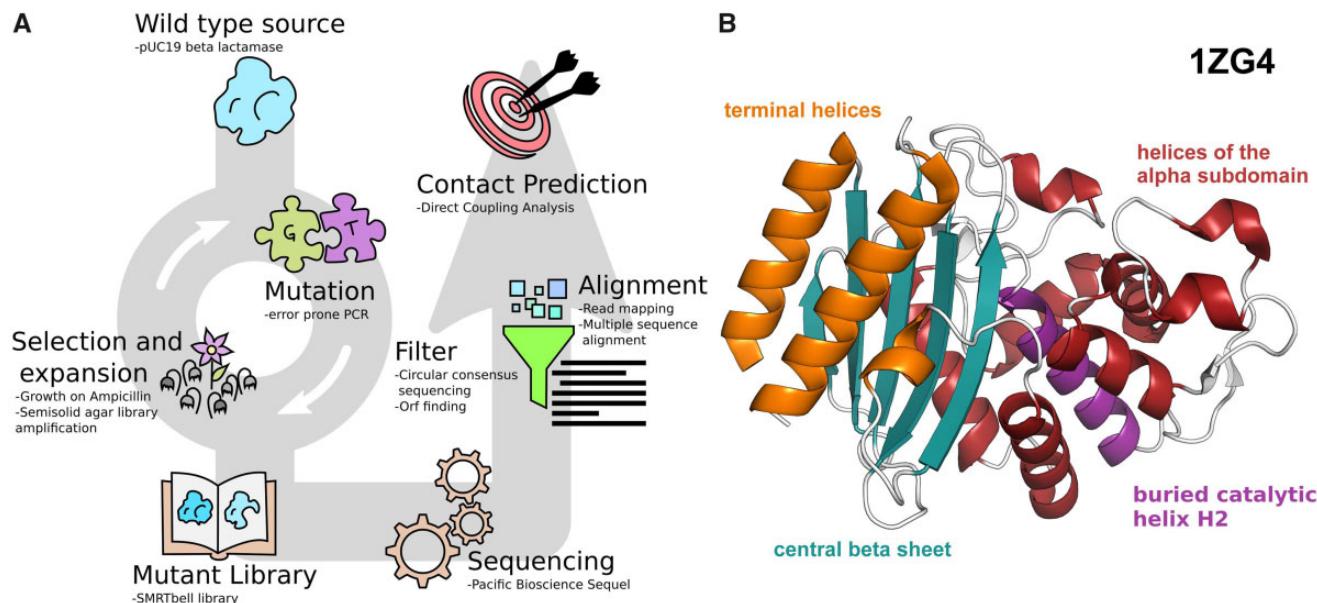 A
Wild type source
-pUC19 beta lactamase
G T
Mutation
-error prone PCR
Selection and
expansion
-Growth on Ampicillin
-Semisolid agar library
amplification
Mutant Library
-SMRTbell library
Sequencing
-Pacific Bioscience Sequel
Filter
-Circular consensus
sequencing
-Orf finding
Alignment
-Read mapping
-Multiple sequence
alignment
Contact Prediction
-Direct Coupling Analysis
B
1ZG4
terminal helices
helices of the
alpha subdomain
buried catalytic
helix H2
central beta sheet